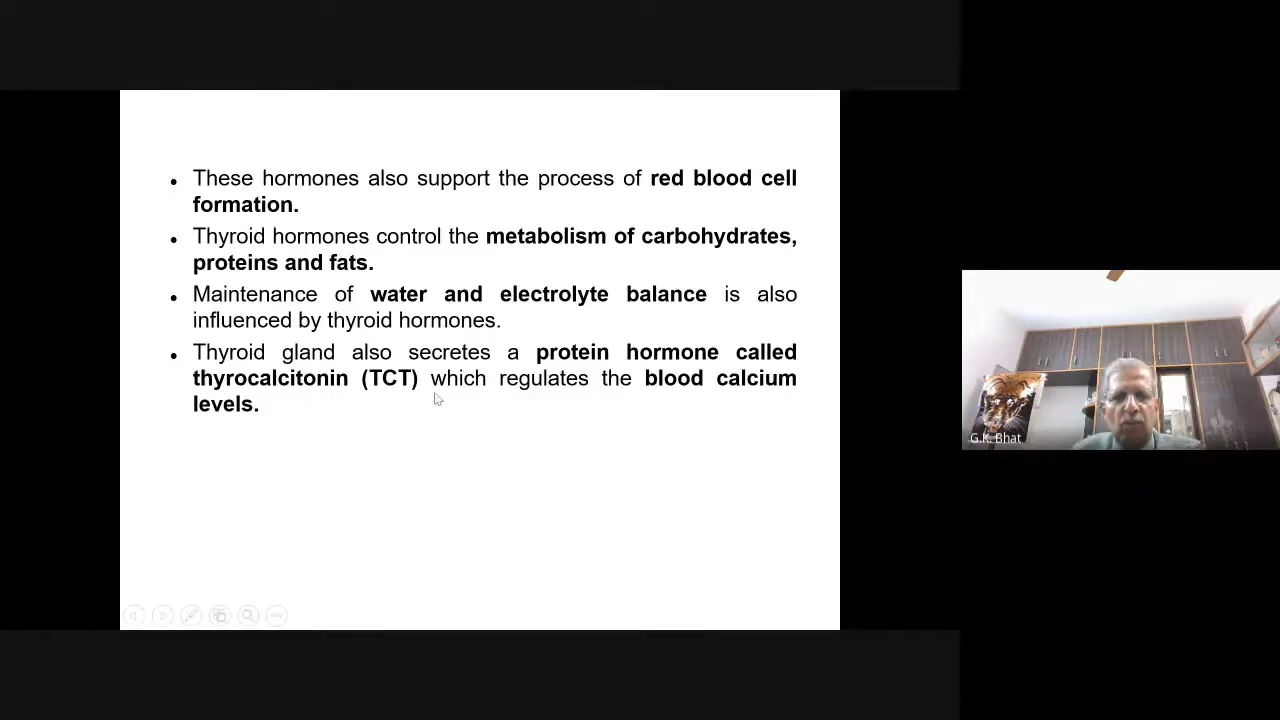 These hormones also support the process of red blood cell
formation.
Thyroid hormones control the metabolism of carbohydrates,
proteins and fats.
Maintenance of water and electrolyte balance is also
influenced by thyroid hormones.
Thyroid gland also secretes a protein hormone called
thyrocalcitonin (TCT) which regulates the blood calcium
levels.
G.K. Bhat